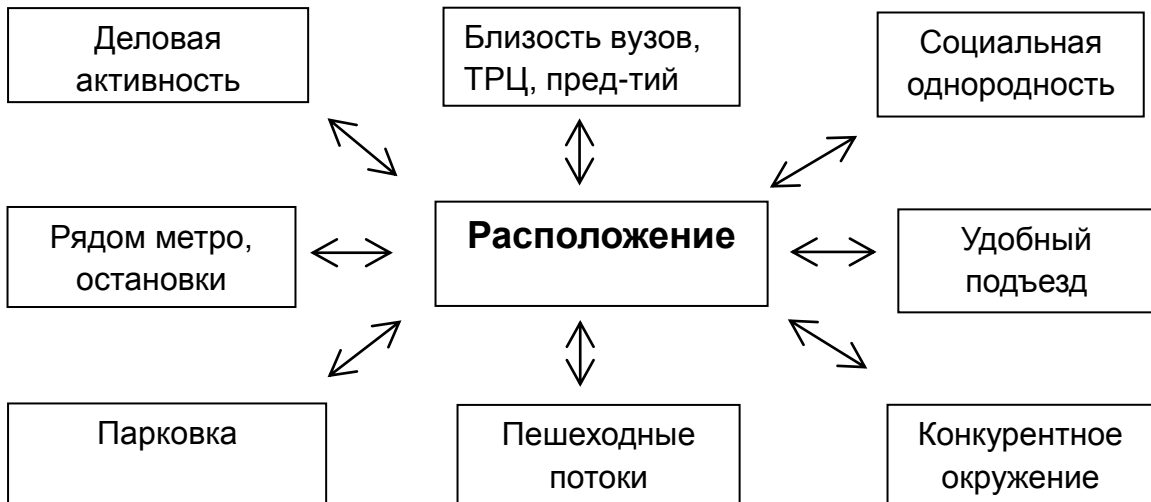 Деловая
активность
Близость вузов,
ТРЦ, пред-тий
Социальная
однородность
Рядом метро,
остановки
Расположение
Удобный
подъезд
Парковка
Пешеходные
потоки
Конкурентное
окружение